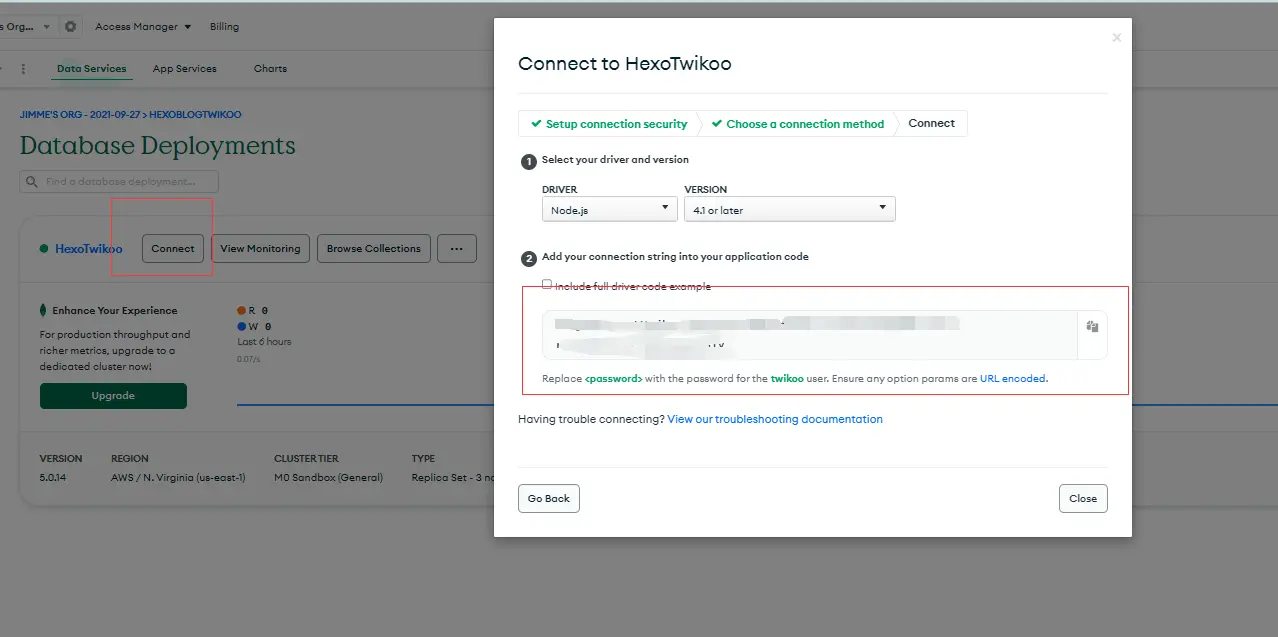 s Org... Access Manager Billing
Data Services App Services Charts
JIMME'S ORG - 2021-09-27 > HEXOBLOGTWIKOO
Database Deployments
Find a database deployment...
HexoTwikoo Connect View Monitoring Browse Collections ...
Enhance Your Experience
For production throughput and
richer metrics, upgrade to a
dedicated cluster now!
Upgrade
R 0
W 0
Last 6 hours
0.07/s
VERSION REGION CLUSTER TIER TYPE
5.0.14 AWS / N. Virginia (us-east-1) M0 Sandbox (General) Replica Set - 3 no
Connect to HexoTwikoo
Setup connection security Choose a connection method Connect
1 Select your driver and version
DRIVER VERSION
Node.js 4.1 or later
2 Add your connection string into your application code
Include full driver code example
Replace <password> with the password for the twikoo user. Ensure any option params are URL encoded.
Having trouble connecting? View our troubleshooting documentation
Go Back Close